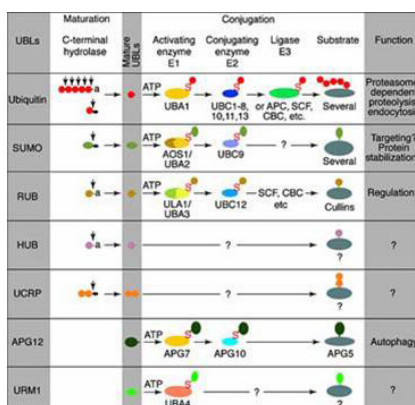 Maturation
Conjugation
UBLs
C-terminal
hydrolase
Mature
UBLs
Activating
enzyme
E1
Conjugating
enzyme
E2
Ligase
E3
Substrate
Function
Ubiquitin
a
ATP
S
S
S
UBA1
UBC1-8,
10,11,13
or APC, SCF,
CBC, etc.
Several
Proteasome
dependent
proteolysis
endocytosis
SUMO
ATP
S
S
AOS1/
UBA2
UBC9
?
Several
Targeting?
Protein
stabilization?
RUB
a
ATP
S
S
ULA1/
UBA3
UBC12
SCF, CBC
etc
Cullins
Regulation
HUB
a
?
?
?
UCRP
?
?
?
APG12
ATP
S
S
APG7
APG10
APG5
Autophagy
URM1
ATP
S
UBA4
?
?
?